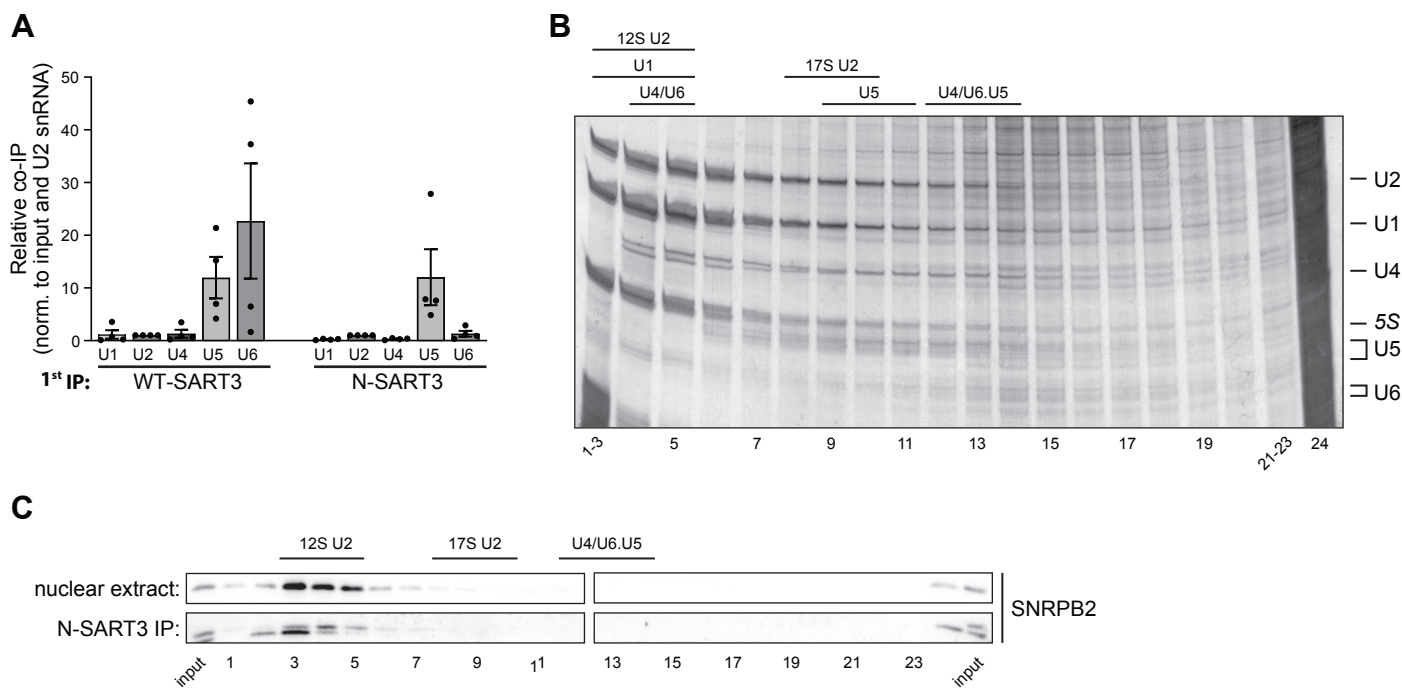 A
Relative co-IP
(norm. to input and U2 snRNA)
50
40
30
20
10
0
U1 U2 U4 U5 U6 U1 U2 U4 U5 U6
1st IP: WT-SART3 N-SART3
B
12S U2
U1 17S U2
U4/U6 U5 U4/U6.U5
U2
U1
U4
5S
U5
U6
1-3 5 7 9 11 13 15 17 19 21-23 24
C
12S U2 17S U2 U4/U6.U5
nuclear extract:
SNRPB2
N-SART3 IP:
input 1 3 5 7 9 11 13 15 17 19 21 23 input